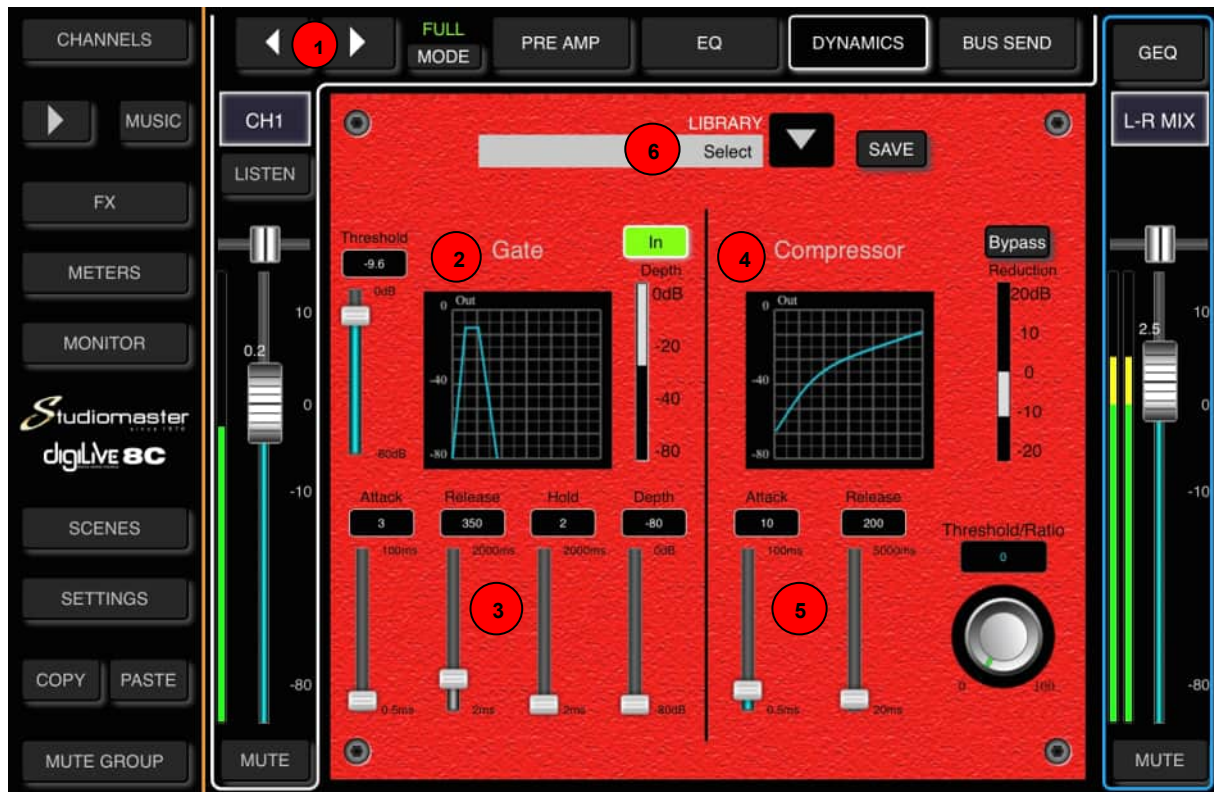 CHANNELS
MUSIC
FX
METERS
MONITOR
Studiomaster
since 1976
digiLiVE 8C
SCENES
SETTINGS
COPY PASTE
MUTE GROUP
1
FULL
MODE
PRE AMP
EQ
DYNAMICS
BUS SEND
CH1
LISTEN
10
0.2
0
-10
-80
MUTE
LIBRARY
6 Select
SAVE
Threshold
-9.6
0dB
-80dB
2 Gate
In
Depth
0 Out
-40
-80
0dB
-20
-40
-80
Attack Release Hold Depth
3 350 2 -80
100ms 2000ms 2000ms 0dB
3
0.5ms 2ms 2ms -80dB
4 Compressor
Bypass
Reduction
0 Out
-40
-80
20dB
10
0
-10
-20
Attack Release
10 200
100ms 5000ms
5
0.5ms 20ms
Threshold/Ratio
0
0 100
GEQ
L-R MIX
10
2.5
0
-10
-80
MUTE